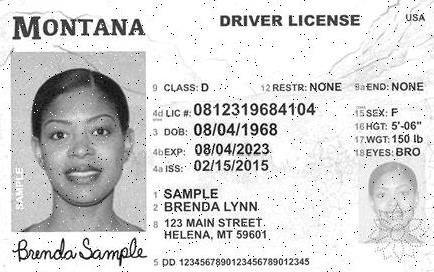 MONTANA DRIVER LICENSE USA
9 CLASS: D 12 RESTR: NONE 9a END: NONE
4d LIC #: 0812319684104 15 SEX: F
3 DOB: 08/04/1968 16 HGT: 5'-06"
17 WGT: 150 lb
4b EXP: 08/04/2023 18 EYES: BRO
4a ISS: 02/15/2015
1 SAMPLE
2 BRENDA LYNN
8 123 MAIN STREET
HELENA, MT 59601
5 DD 1234567890123456789012345
SAMPLE
Brenda Sample